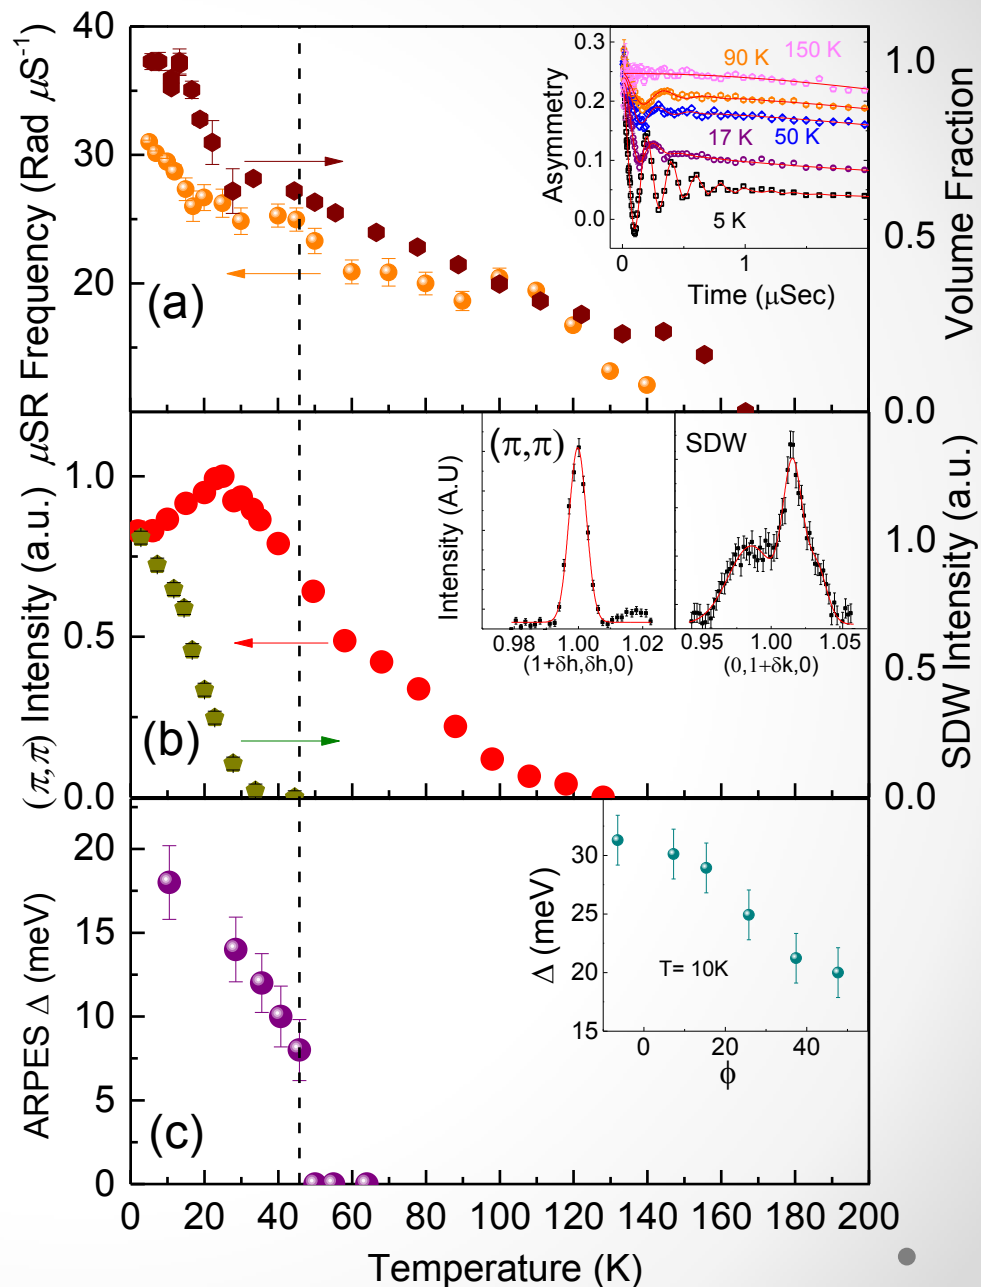 μSR Frequency (Rad μS⁻¹)
40
30
20
(a)
1.0
0.5
0.0
Volume Fraction
Asymmetry
0.3
0.2
0.1
0.0
150 K
90 K
17 K
50 K
5 K
0
1
Time (μSec)
(π,π) Intensity (a.u.)
1.0
0.5
0.0
(b)
1.0
0.5
0.0
SDW Intensity (a.u.)
(π,π)
Intensity (A.U)
0.98
1.00
1.02
(1+δh,δh,0)
SDW
0.95
1.00
1.05
(0,1+δk,0)
ARPES Δ (meV)
20
15
10
5
0
(c)
Δ (meV)
30
25
20
15
T= 10K
0
20
40
ϕ
0 20 40 60 80 100 120 140 160 180 200
Temperature (K)